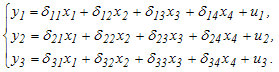 y₁ = δ₁₁x₁ + δ₁₂x₂ + δ₁₃x₃ + δ₁₄x₄ + u₁,
y₂ = δ₂₁x₁ + δ₂₂x₂ + δ₂₃x₃ + δ₂₄x₄ + u₂,
y₃ = δ₃₁x₁ + δ₃₂x₂ + δ₃₃x₃ + δ₃₄x₄ + u₃.